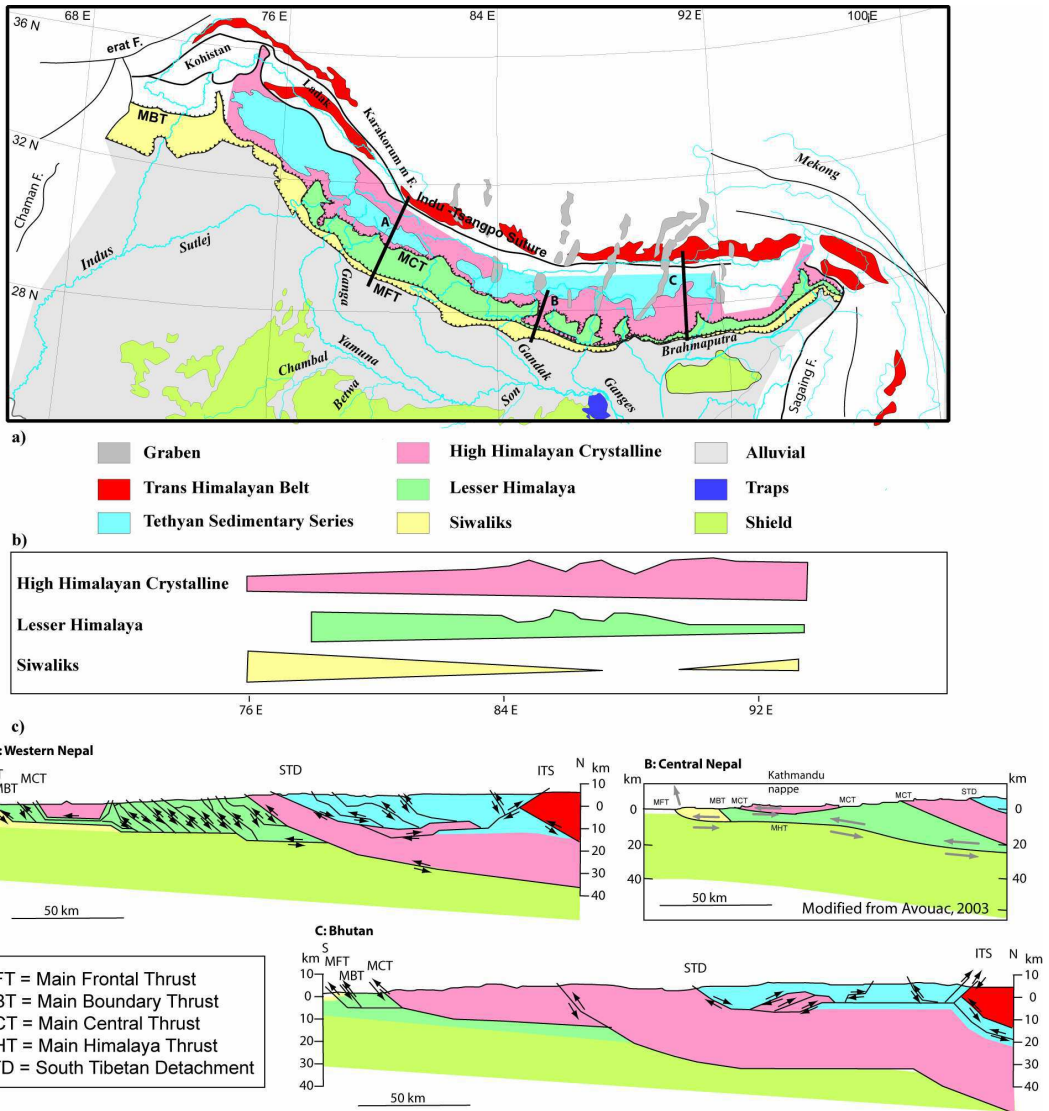 36 N
68 E
76 E
84 E
92 E
100 E
erat F.
Kohistan
Ladak
Karakorum m F.
MBT
32 N
Chaman F.
Mekong
Indu -Tsangpo Suture
A
Indus
Sutlej
MCT
MFT
Ganga
B
C
28 N
Yamuna
Chambal
Betwa
Gandak
Son
Ganges
Brahmaputra
Sagaing F.
a)
Graben
High Himalayan Crystalline
Alluvial
Trans Himalayan Belt
Lesser Himalaya
Traps
Tethyan Sedimentary Series
Siwaliks
Shield
b)
High Himalayan Crystalline
Lesser Himalaya
Siwaliks
76 E
84 E
92 E
c)
: Western Nepal
T
MBT
MCT
STD
ITS
N
km
10
0
10
20
30
40
50 km
B: Central Nepal
Kathmandu
nappe
km
MFT
MBT
MCT
MCT
MCT
STD
km
0
20
40
MHT
0
20
40
50 km
Modified from Avouac, 2003
C: Bhutan
S
MFT
MBT
MCT
STD
ITS
N
km
10
0
10
20
30
40
km
10
0
10
20
30
40
50 km
FT = Main Frontal Thrust
BT = Main Boundary Thrust
CT = Main Central Thrust
HT = Main Himalaya Thrust
TD = South Tibetan Detachment